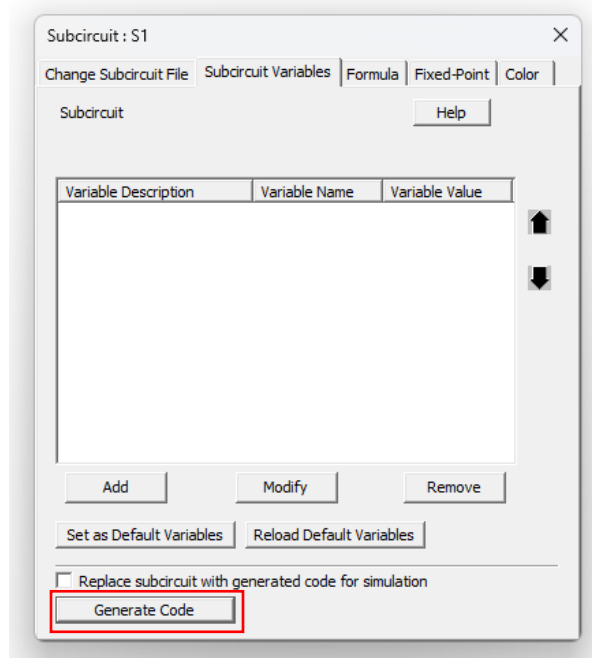 Subcircuit : S1
Change Subcircuit File Subcircuit Variables Formula Fixed-Point Color
Subcircuit Help
Variable Description Variable Name Variable Value
Add Modify Remove
Set as Default Variables Reload Default Variables
Replace subcircuit with generated code for simulation
Generate Code